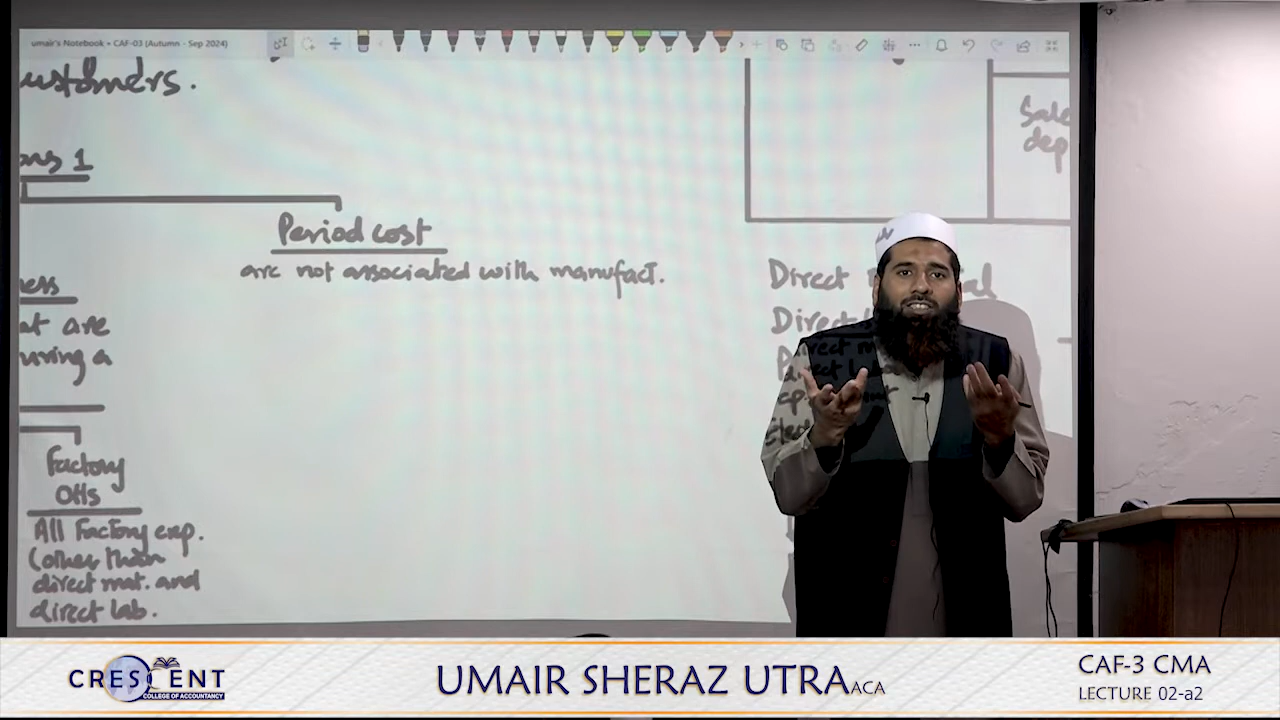 umair's Notebook • CAF-03 (Autumn - Sep 2024)
ustomers.
ons 1
Period cost
are not associated with manufact.
ess
at are
uring a
Factory
OHs
All Factory exp.
(other than
direct mat. and
direct lab.
Sale
dep
Direct
Direct
CRESCENT
COLLEGE OF ACCOUNTANCY
UMAIR SHERAZ UTRA ACA
CAF-3 CMA
LECTURE 02-a2